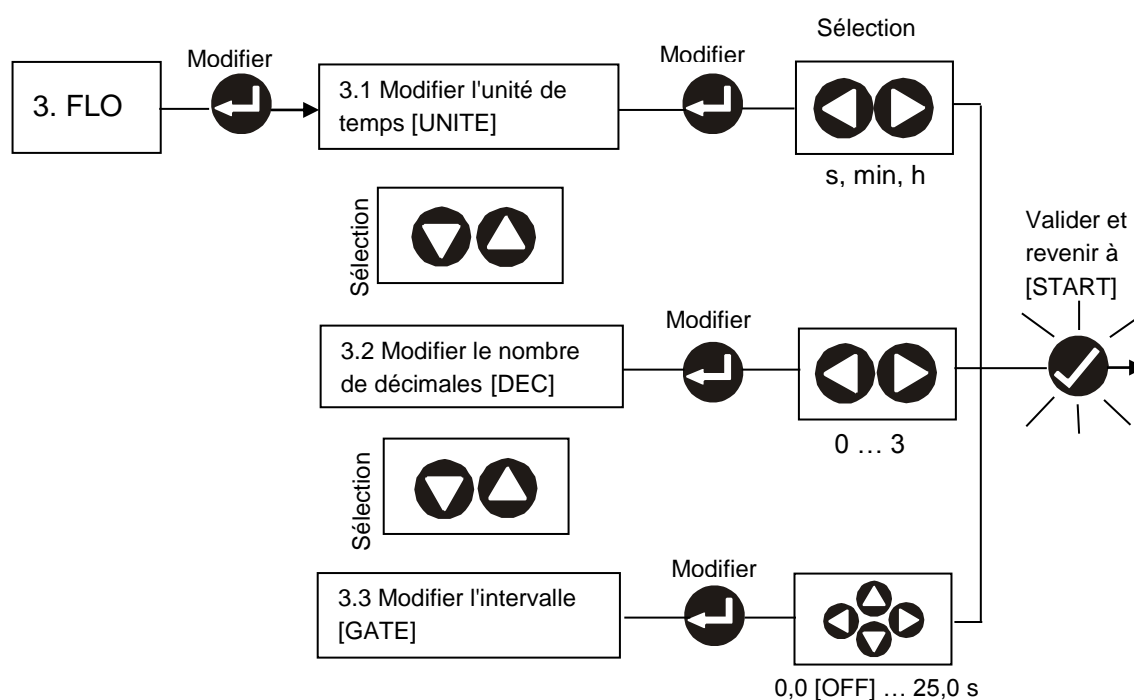 Sélection
Modifier
Modifier
3. FLO
3.1 Modifier l'unité de
temps [UNITE]
s, min, h
Sélection
Valider et
revenir à
[START]
Modifier
3.2 Modifier le nombre
de décimales [DEC]
0 … 3
Sélection
Modifier
3.3 Modifier l'intervalle
[GATE]
0,0 [OFF] … 25,0 s